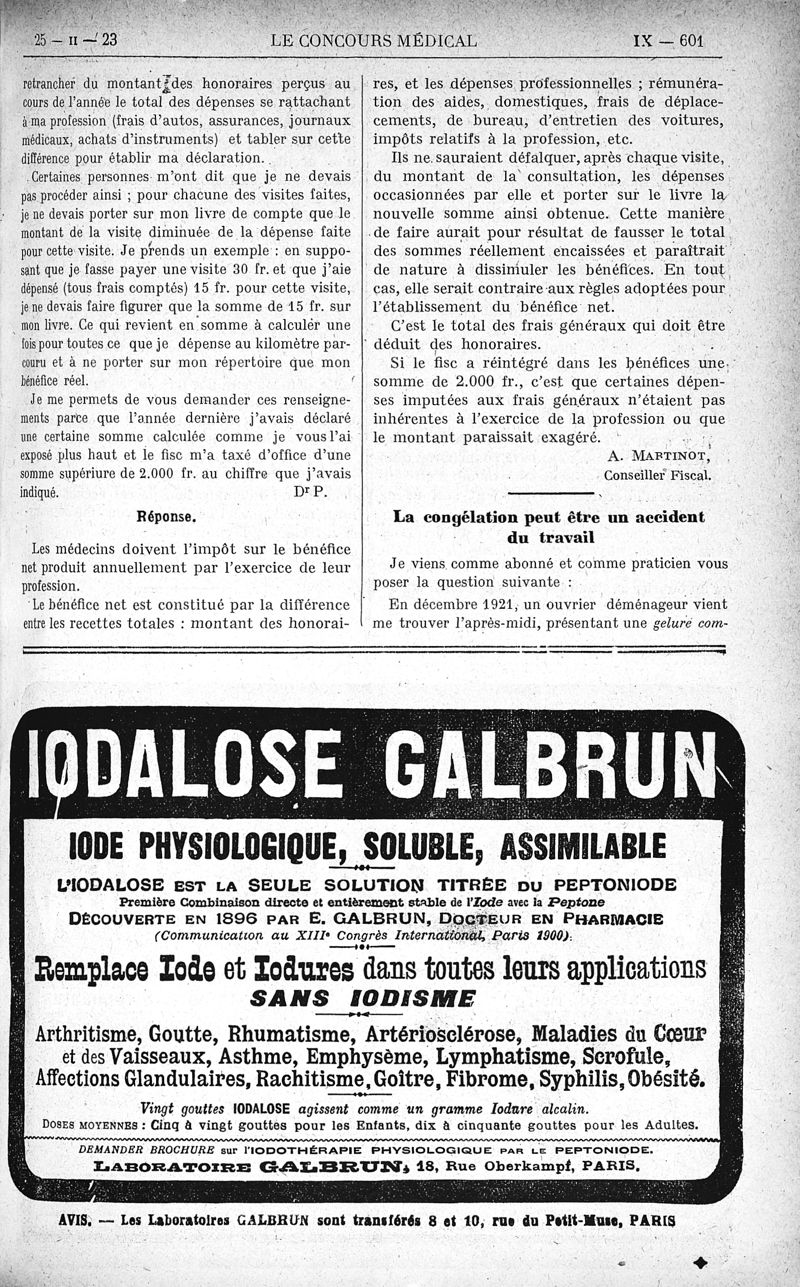 25 — II — 23
LE CONCOURS MÉDICAL
IX — 601
retrancher du montant des honoraires perçus au
cours de l'année le total des dépenses se rattachant
à ma profession (frais d'autos, assurances, journaux
médicaux, achats d'instruments) et tabler sur cette
différence pour établir ma déclaration.
Certaines personnes m'ont dit que je ne devais
pas procéder ainsi ; pour chacune des visites faites,
je ne devais porter sur mon livre de compte que le
montant de la visite diminuée de la dépense faite
pour cette visite. Je prends un exemple : en suppo-
sant que je fasse payer une visite 30 fr. et que j'aie
dépensé (tous frais comptés) 15 fr. pour cette visite,
je ne devais faire figurer que la somme de 15 fr. sur
mon livre. Ce qui revient en somme à calculer une
fois pour toutes ce que je dépense au kilomètre par-
couru et à ne porter sur mon répertoire que mon
bénéfice réel.
Je me permets de vous demander ces renseigne-
ments parce que l'année dernière j'avais déclaré
une certaine somme calculée comme je vous l'ai
exposé plus haut et le fisc m'a taxé d'office d'une
somme supériure de 2.000 fr. au chiffre que j'avais
indiqué. Dr P.
Réponse.
Les médecins doivent l'impôt sur le bénéfice
net produit annuellement par l'exercice de leur
profession.
Le bénéfice net est constitué par la différence
entre les recettes totales : montant des honorai-
res, et les dépenses professionnelles ; rémunéra-
tion des aides, domestiques, frais de déplace-
cements, de bureau, d'entretien des voitures,
impôts relatifs à la profession, etc.
Ils ne sauraient défalquer, après chaque visite,
du montant de la consultation, les dépenses
occasionnées par elle et porter sur le livre la
nouvelle somme ainsi obtenue. Cette manière
de faire aurait pour résultat de fausser le total
des sommes réellement encaissées et paraîtrait
de nature à dissimuler les bénéfices. En tout
cas, elle serait contraire aux règles adoptées pour
l'établissement du bénéfice net.
C'est le total des frais généraux qui doit être
déduit des honoraires.
Si le fisc a réintégré dans les bénéfices une
somme de 2.000 fr., c'est que certaines dépen-
ses imputées aux frais généraux n'étaient pas
inhérentes à l'exercice de la profession ou que
le montant paraissait exagéré.
A. MARTINOT,
Conseiller Fiscal.
La congélation peut être un accident
du travail
Je viens comme abonné et comme praticien vous
poser la question suivante :
En décembre 1921, un ouvrier déménageur vient
me trouver l'après-midi, présentant une gelure com-
IODALOSE GALBRUN
IODE PHYSIOLOGIQUE, SOLUBLE, ASSIMILABLE
L'IODALOSE EST LA SEULE SOLUTION TITRÉE DU PEPTONIODE
Première Combinaison directe et entièrement stable de l'Iode avec la Peptone
DÉCOUVERTE EN 1896 PAR E. GALBRUN, DOCTEUR EN PHARMACIE
(Communication au XIIIe Congrès International, Paris 1900).
Remplace Iode et Iodures dans toutes leurs applications
SANS IODISME
Arthritisme, Goutte, Rhumatisme, Artériosclérose, Maladies du Cœur
et des Vaisseaux, Asthme, Emphysème, Lymphatisme, Scrofule,
Affections Glandulaires, Rachitisme, Goître, Fibrome, Syphilis, Obésité.
Vingt gouttes IODALOSE agissent comme un gramme Iodure alcalin.
DOSES MOYENNES : Cinq à vingt gouttes pour les Enfants, dix à cinquante gouttes pour les Adultes.
DEMANDER BROCHURE sur l'IODOTHÉRAPIE PHYSIOLOGIQUE PAR LE PEPTONIODE.
LABORATOIRE GALBRUN, 18, Rue Oberkampf, PARIS.
AVIS. — Les Laboratoires GALBRUN sont transférés 8 et 10, rue du Petit-Musc, PARIS